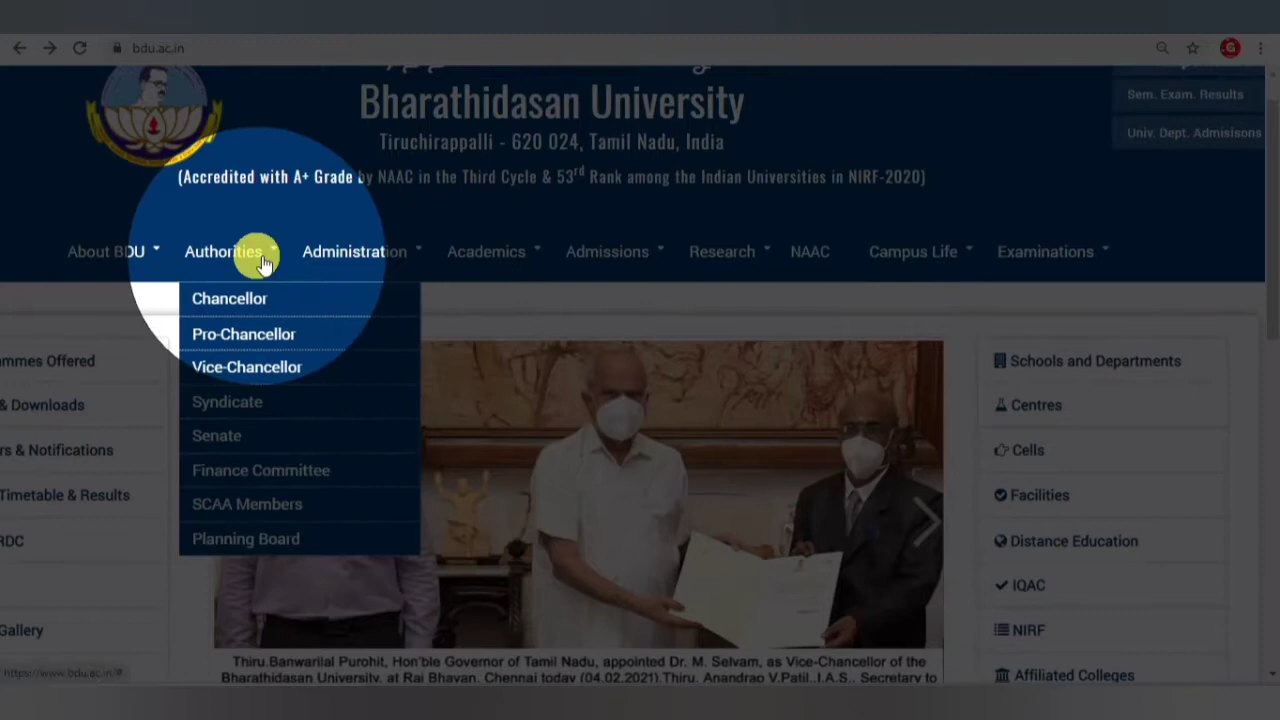 bdu.ac.in
Bharathidasan University
Sem. Exam. Results
Tiruchirappalli - 620 024, Tamil Nadu, India
Univ. Dept. Admisisons
(Accredited with A+ Grade by NAAC in the Third Cycle & 53rd Rank among the Indian Universities in NIRF-2020)
About BDU Authorities Administration Academics Admissions Research NAAC Campus Life Examinations
Chancellor
Pro-Chancellor
Vice-Chancellor
Syndicate
Senate
Finance Committee
SCAA Members
Planning Board
Offered
& Downloads
& Notifications
Timetable & Results
RDC
Gallery
Schools and Departments
Centres
Cells
Facilities
Distance Education
IQAC
NIRF
Affiliated Colleges
https://www.bdu.ac.in/#
Thiru.Banwarilal Purohit, Hon'ble Governor of Tamil Nadu, appointed Dr. M. Selvam, as Vice-Chancellor of the
Bharathidasan University, at Raj Bhavan, Chennai today (04.02.2021).Thiru. Anandrao V.Patil.,I.A.S., Secretary to